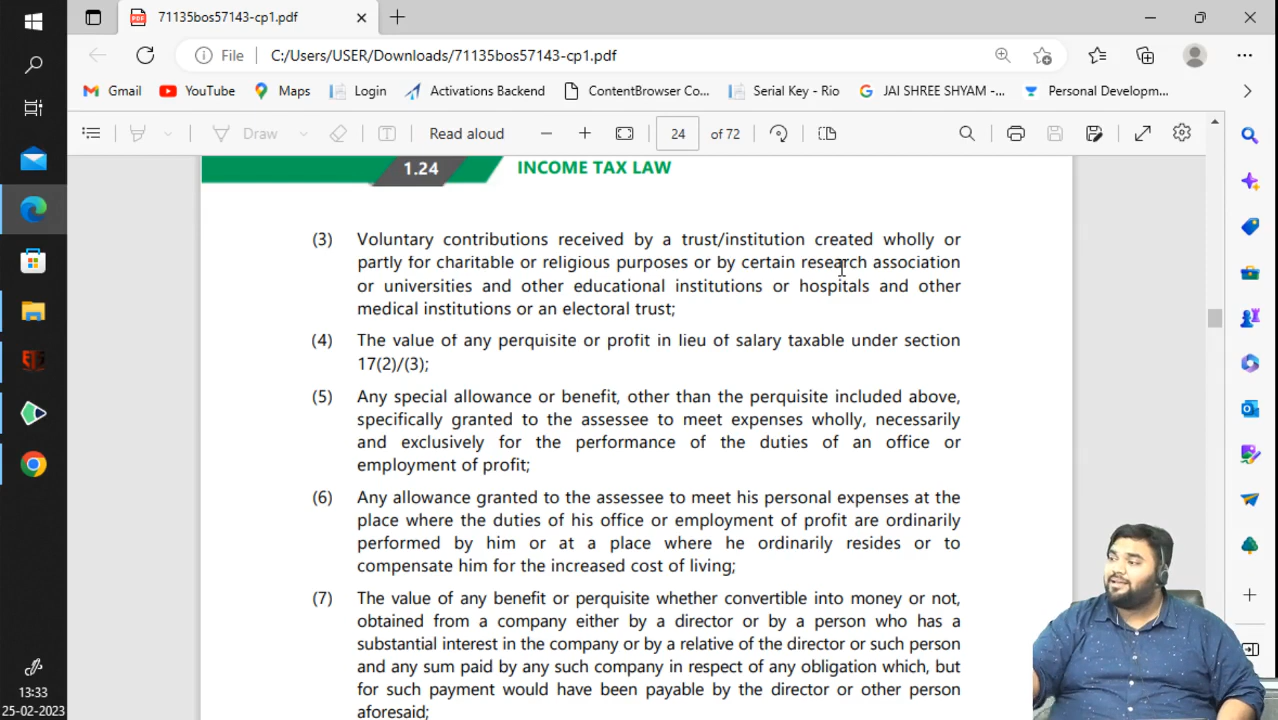 71135bos57143-cp1.pdf
File
C:/Users/USER/Downloads/71135bos57143-cp1.pdf
Gmail
YouTube
Maps
Login
Activations Backend
ContentBrowser Co...
Serial Key - Rio
JAI SHREE SHYAM -...
Personal Developm...
Draw
Read aloud
24
of 72
1.24
INCOME TAX LAW
(3) Voluntary contributions received by a trust/institution created wholly or
partly for charitable or religious purposes or by certain research association
or universities and other educational institutions or hospitals and other
medical institutions or an electoral trust;
(4) The value of any perquisite or profit in lieu of salary taxable under section
17(2)/(3);
(5) Any special allowance or benefit, other than the perquisite included above,
specifically granted to the assessee to meet expenses wholly, necessarily
and exclusively for the performance of the duties of an office or
employment of profit;
(6) Any allowance granted to the assessee to meet his personal expenses at the
place where the duties of his office or employment of profit are ordinarily
performed by him or at a place where he ordinarily resides or to
compensate him for the increased cost of living;
(7) The value of any benefit or perquisite whether convertible into money or not,
obtained from a company either by a director or by a person who has a
substantial interest in the company or by a relative of the director or such person
and any sum paid by any such company in respect of any obligation which, but
for such payment would have been payable by the director or other person
aforesaid;
13:33
25-02-2023